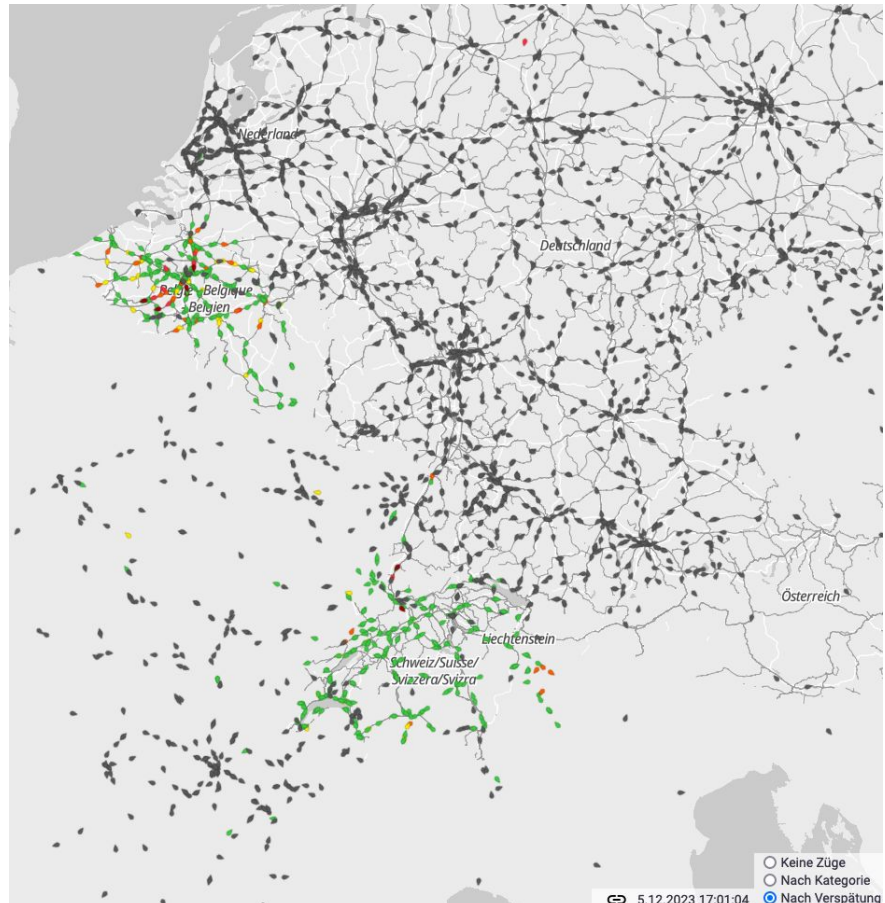 Nederland
Deutschland
België - Belgique
Belgien
Österreich
Liechtenstein
Schweiz/Suisse/
Svizzera/Svizra
Keine Züge
Nach Kategorie
5.12.2023 17:01:04
Nach Verspätung